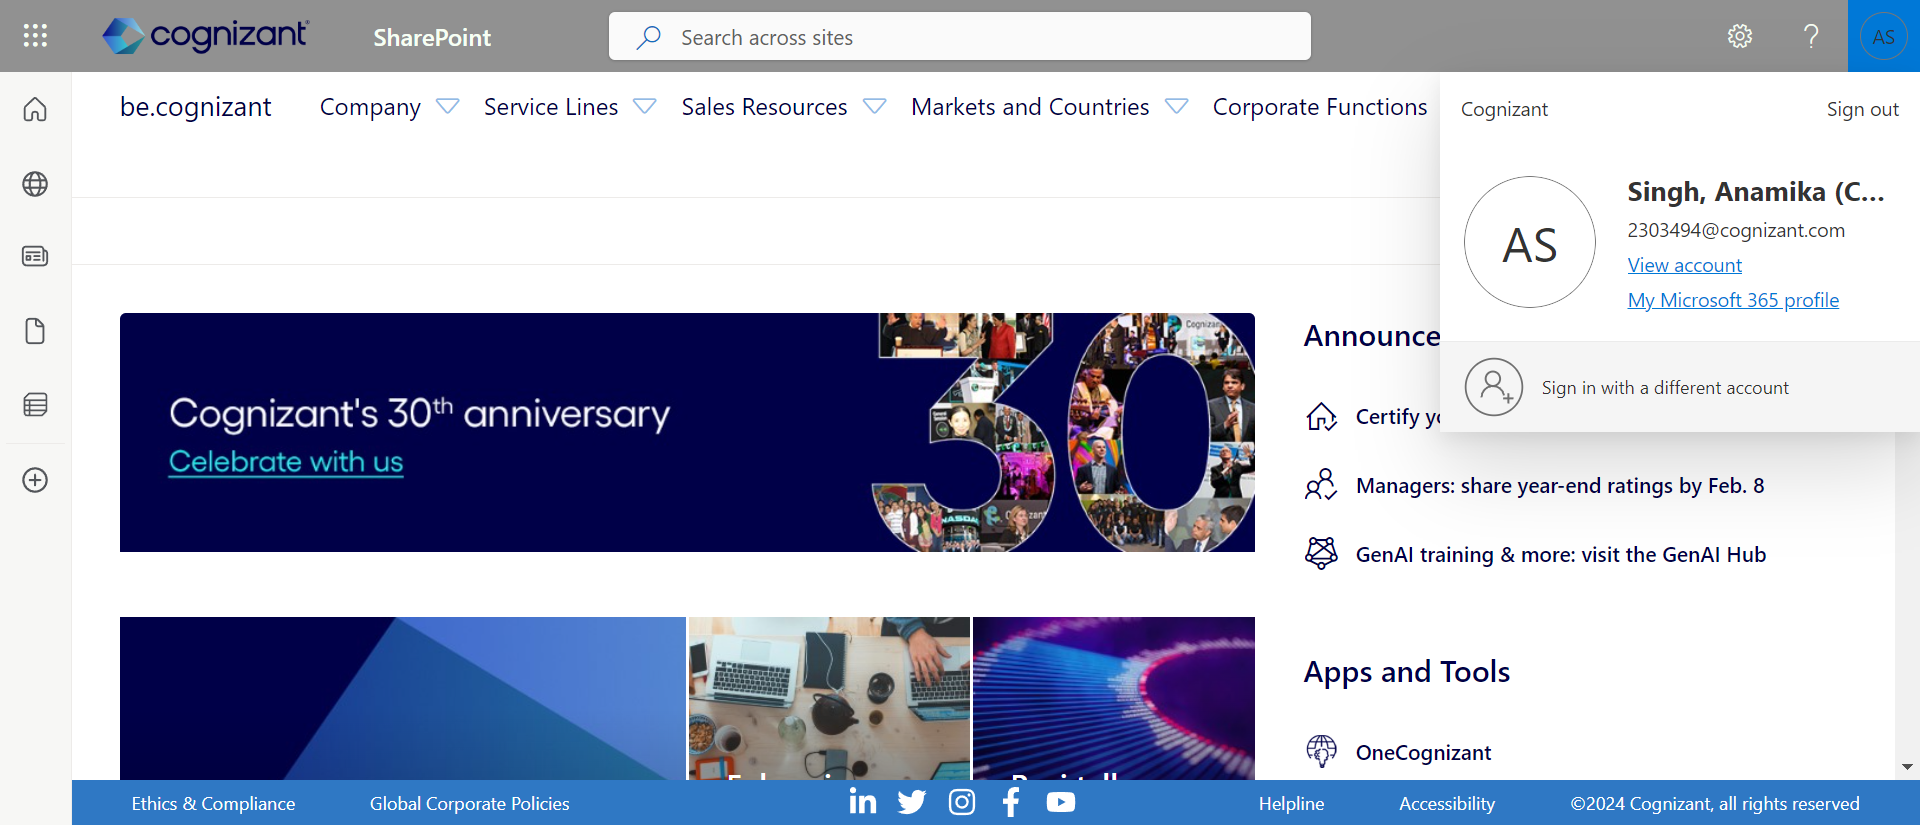 cognizant
SharePoint
Search across sites
AS
be.cognizant
Company
Service Lines
Sales Resources
Markets and Countries
Corporate Functions
Cognizant
Sign out
AS
Singh, Anamika (C...
2303494@cognizant.com
View account
My Microsoft 365 profile
Sign in with a different account
Cognizant's 30th anniversary
Celebrate with us
30
Announce
Certify yo
Managers: share year-end ratings by Feb. 8
GenAI training & more: visit the GenAI Hub
Apps and Tools
OneCognizant
Ethics & Compliance
Global Corporate Policies
Helpline
Accessibility
©2024 Cognizant, all rights reserved